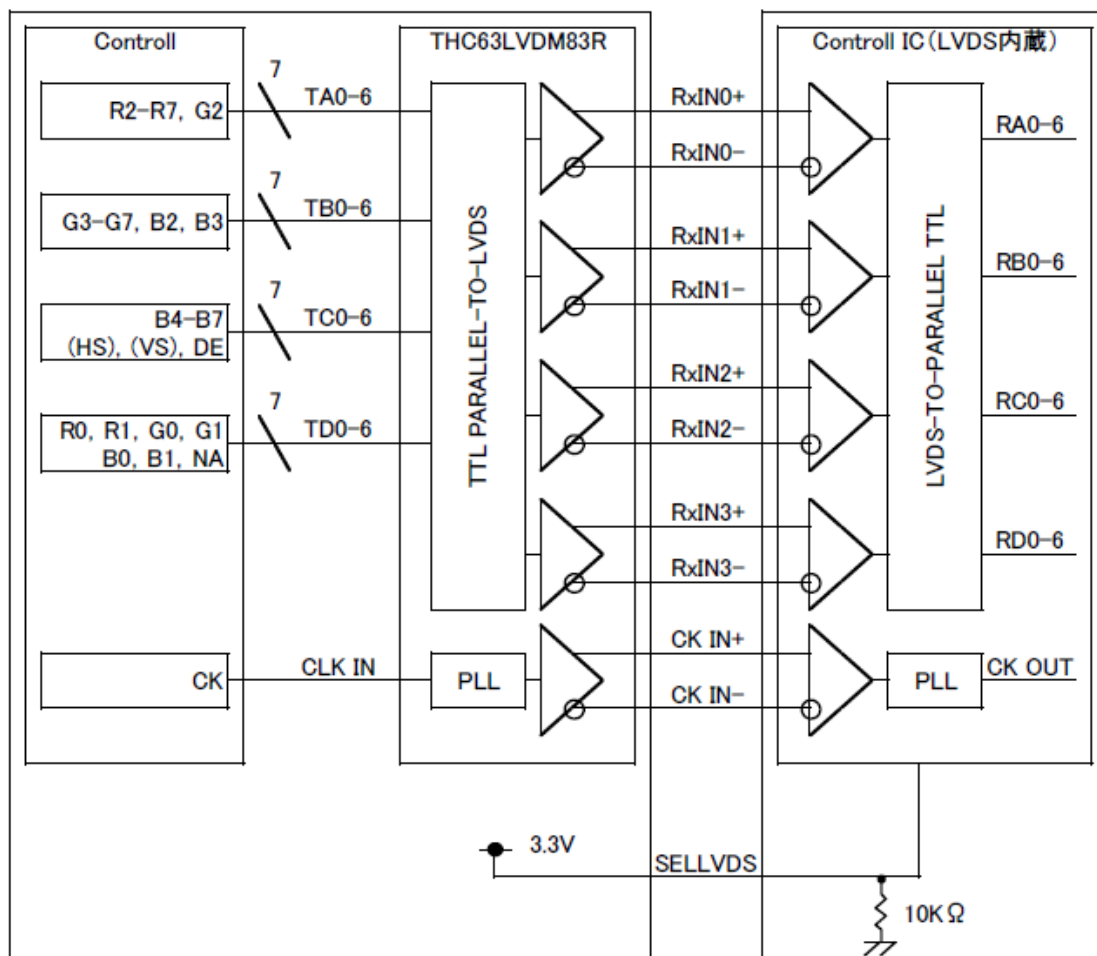 Controll
THC63LVDM83R
Controll IC(LVDS内蔵)
7
R2-R7, G2
TA0-6
RxIN0+
RxIN0-
RA0-6
7
G3-G7, B2, B3
TB0-6
RxIN1+
RxIN1-
RB0-6
7
B4-B7
(HS), (VS), DE
TC0-6
RxIN2+
RxIN2-
RC0-6
7
R0, R1, G0, G1
B0, B1, NA
TD0-6
RxIN3+
RxIN3-
RD0-6
TTL PARALLEL-TO-LVDS
LVDS-TO-PARALLEL TTL
CK
CLK IN
PLL
CK IN+
CK IN-
PLL
CK OUT
3.3V
SELLVDS
10KΩ